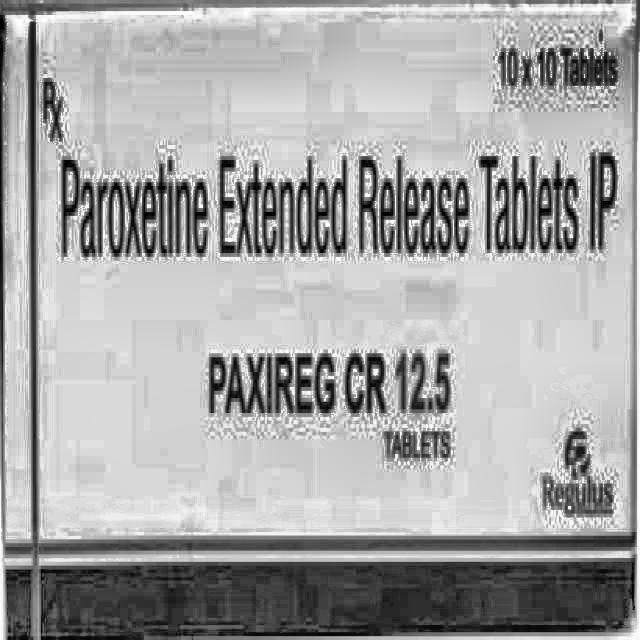 10 x 10 Tablets
Rx
Paroxetine Extended Release Tablets IP
PAXIREG CR 12.5
TABLETS
Regulus